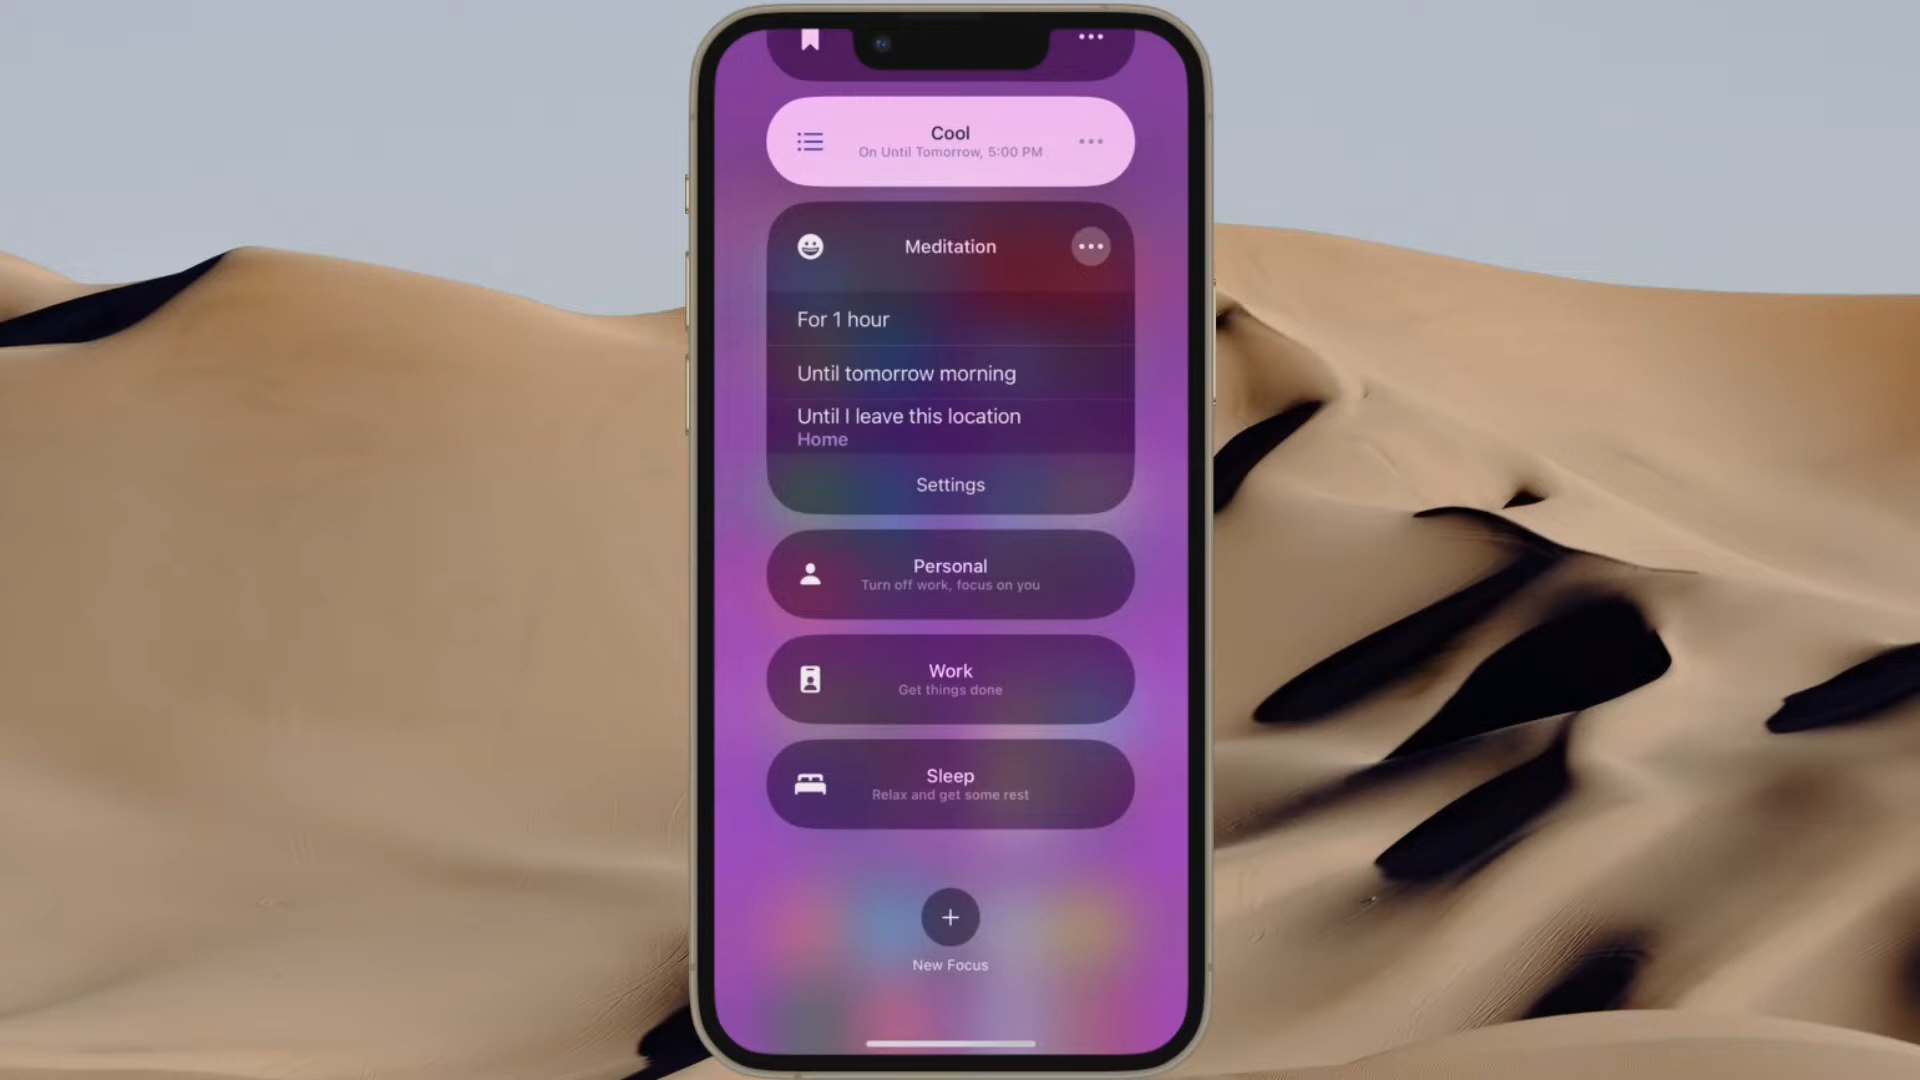 Cool
On Until Tomorrow, 5:00 PM
Meditation
For 1 hour
Until tomorrow morning
Until I leave this location
Home
Settings
Personal
Turn off work, focus on you
Work
Get things done
Sleep
Relax and get some rest
New Focus